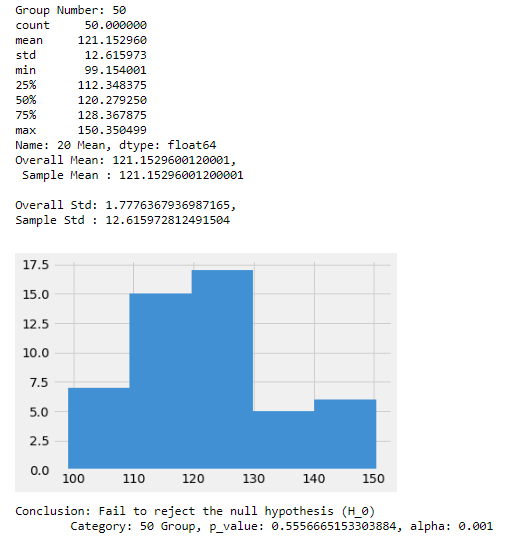 Group Number: 50
count     50.000000
mean     121.152960
std       12.615973
min       99.154001
25%      112.348375
50%      120.279250
75%      128.367875
max      150.350499
Name: 20 Mean, dtype: float64
Overall Mean: 121.1529600120001,
 Sample Mean : 121.15296001200001
Overall Std: 1.7776367936987165,
Sample Std : 12.615972812491504
17.5
15.0
12.5
10.0
7.5
5.0
2.5
0.0
100 110 120 130 140 150
Conclusion: Fail to reject the null hypothesis (H_0)
        Category: 50 Group, p_value: 0.5556665153303884, alpha: 0.001